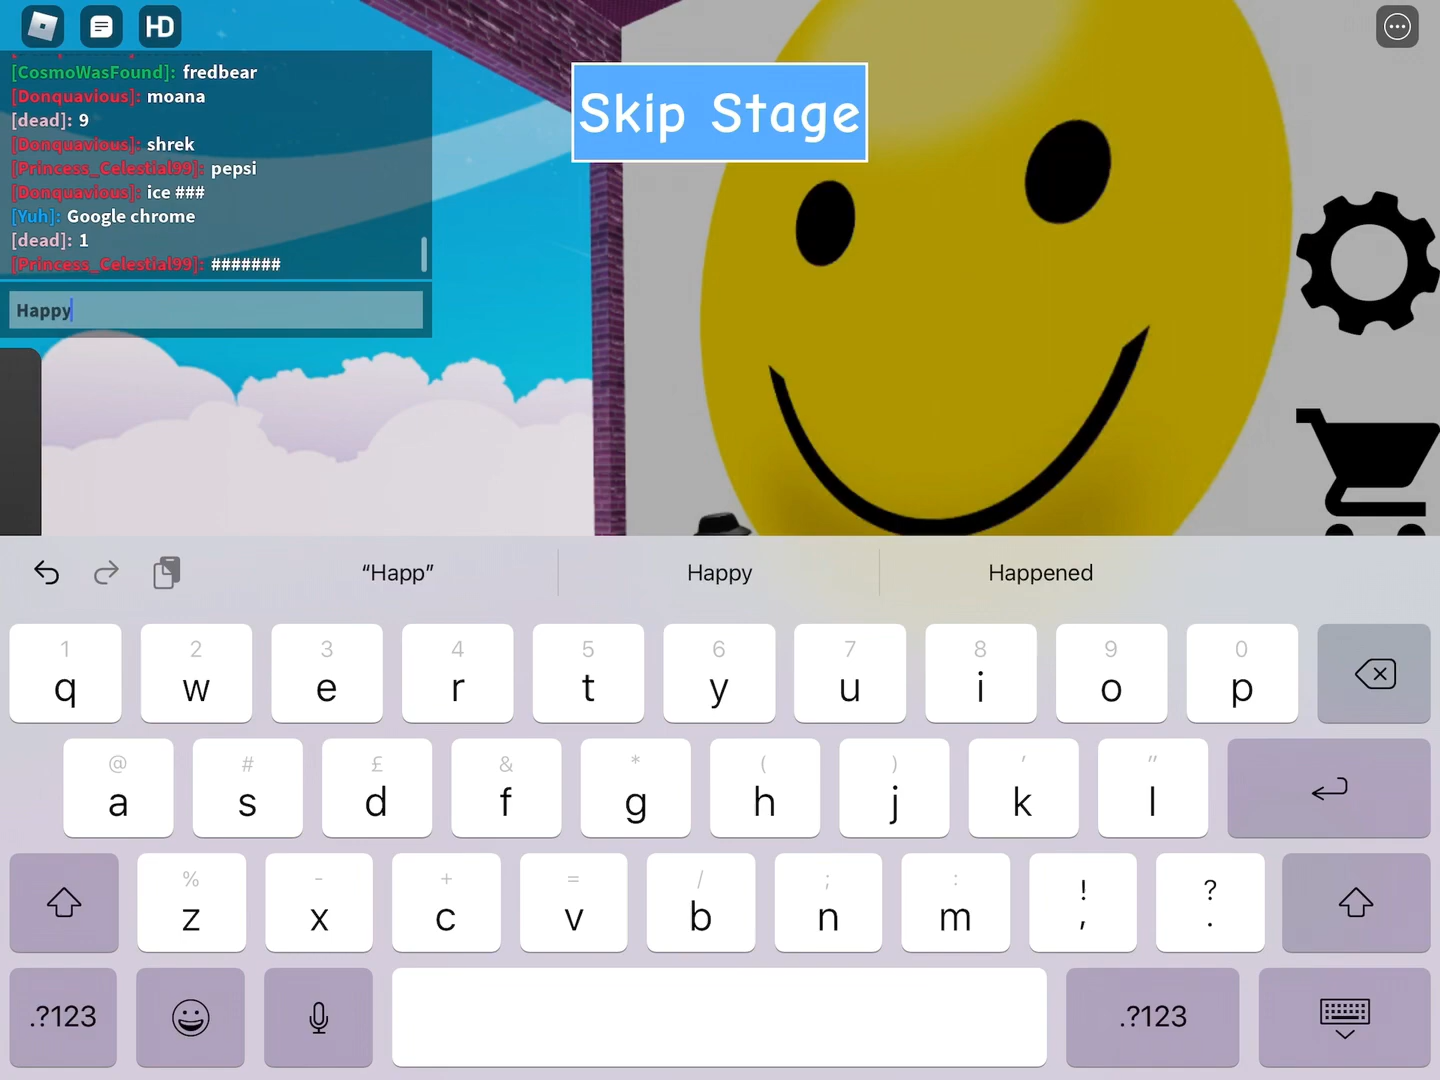 HD
[CosmoWasFound]: fredbear
[Donquavious]: moana
[dead]: 9
[Donquavious]: shrek
[Princess_Celestial99]: pepsi
[Donquavious]: ice ###
[Yuh]: Google chrome
[dead]: 1
[Princess_Celestial99]: #######
Happy
Skip Stage
“Happ” Happy Happened
1 2 3 4 5 6 7 8 9 0
q w e r t y u i o p
@ # £ & * ( ) ' "
a s d f g h j k l
% - + = / ; : ! ?
z x c v b n m , .
.?123 .?123